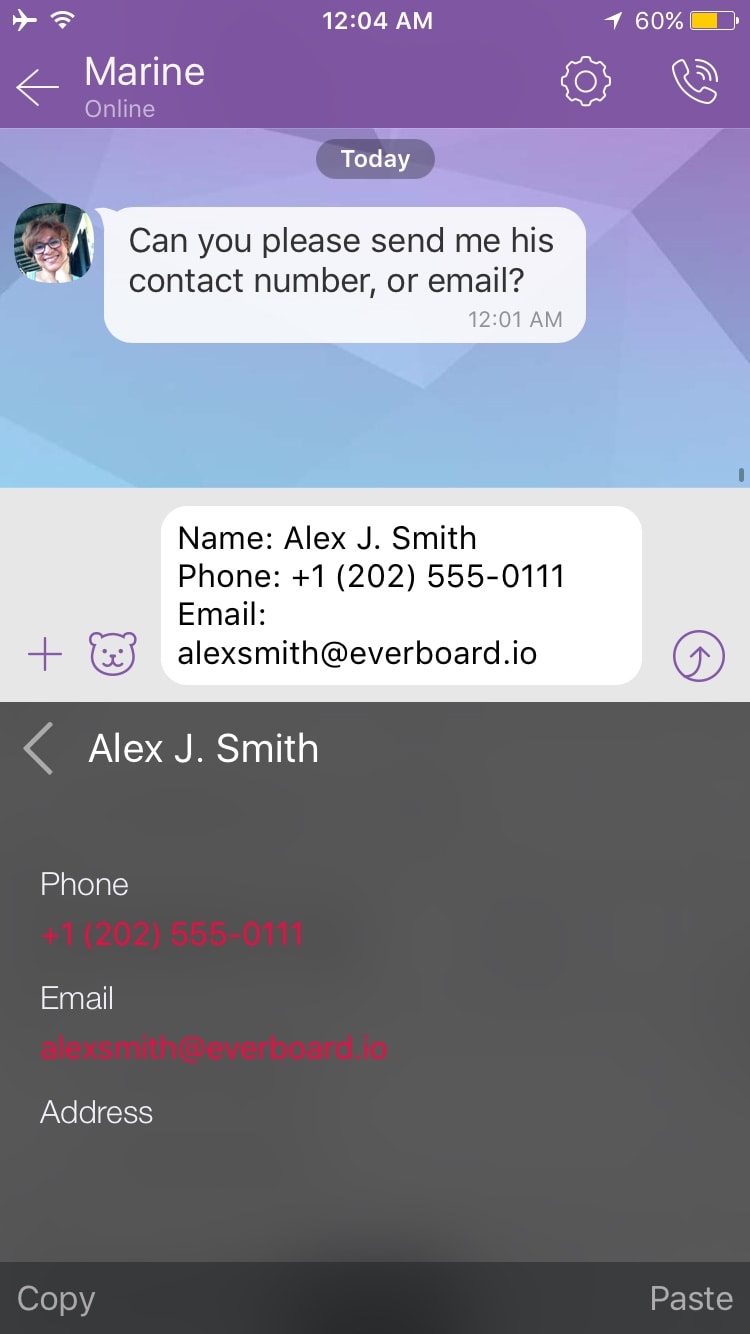 12:04 AM
60%
Marine
Online
Today
Can you please send me his
contact number, or email?
12:01 AM
Name: Alex J. Smith
Phone: +1 (202) 555-0111
Email:
alexsmith@everboard.io
Alex J. Smith
Phone
+1 (202) 555-0111
Email
alexsmith@everboard.io
Address
Copy
Paste